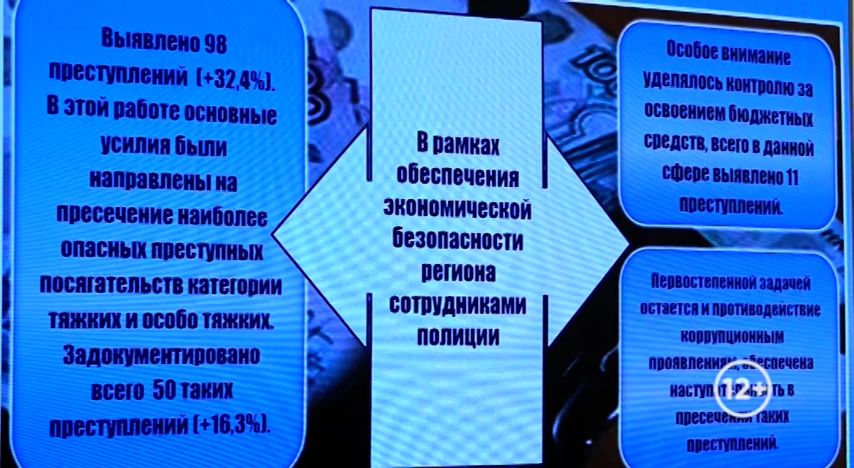 Выявлено 98
преступлений (+32,4%).
В этой работе основные
усилия были
направлены на
пресечение наиболее
опасных преступных
посягательств категории
тяжких и особо тяжких.
Задокументировано
всего 50 таких
преступлений (+16,3%).
В рамках
обеспечения
экономической
безопасности
региона
сотрудниками
полиции
Особое внимание
уделялось контролю за
освоением бюджетных
средств, всего в данной
сфере выявлено 11
преступлений.
Первостепенной задачей
остается и противодействие
коррупционным
проявлениям, обеспечена
наступательность в
пресечении таких
преступлений.
12+